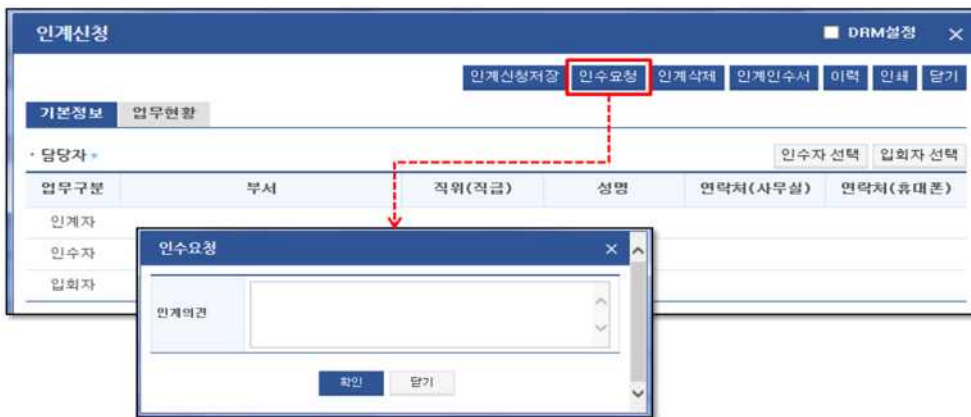 인계신청 DRM설정
인계신청저장 인수요청 인계삭제 인계인수서 이력 인쇄 닫기
기본정보 업무현황
· 담당자 인수자 선택 입회자 선택
업무구분 부서 직위(직급) 성명 연락처(사무실) 연락처(휴대폰)
인계자
인수자
입회자
인수요청
인계의견
확인 닫기